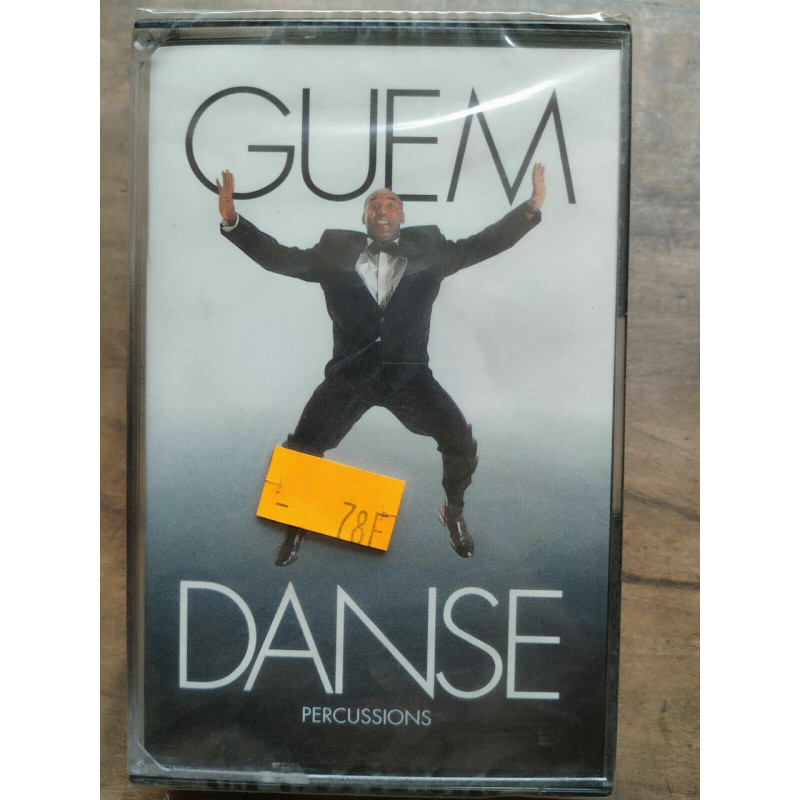 GUEM
- 78F
DANSE
PERCUSSIONS